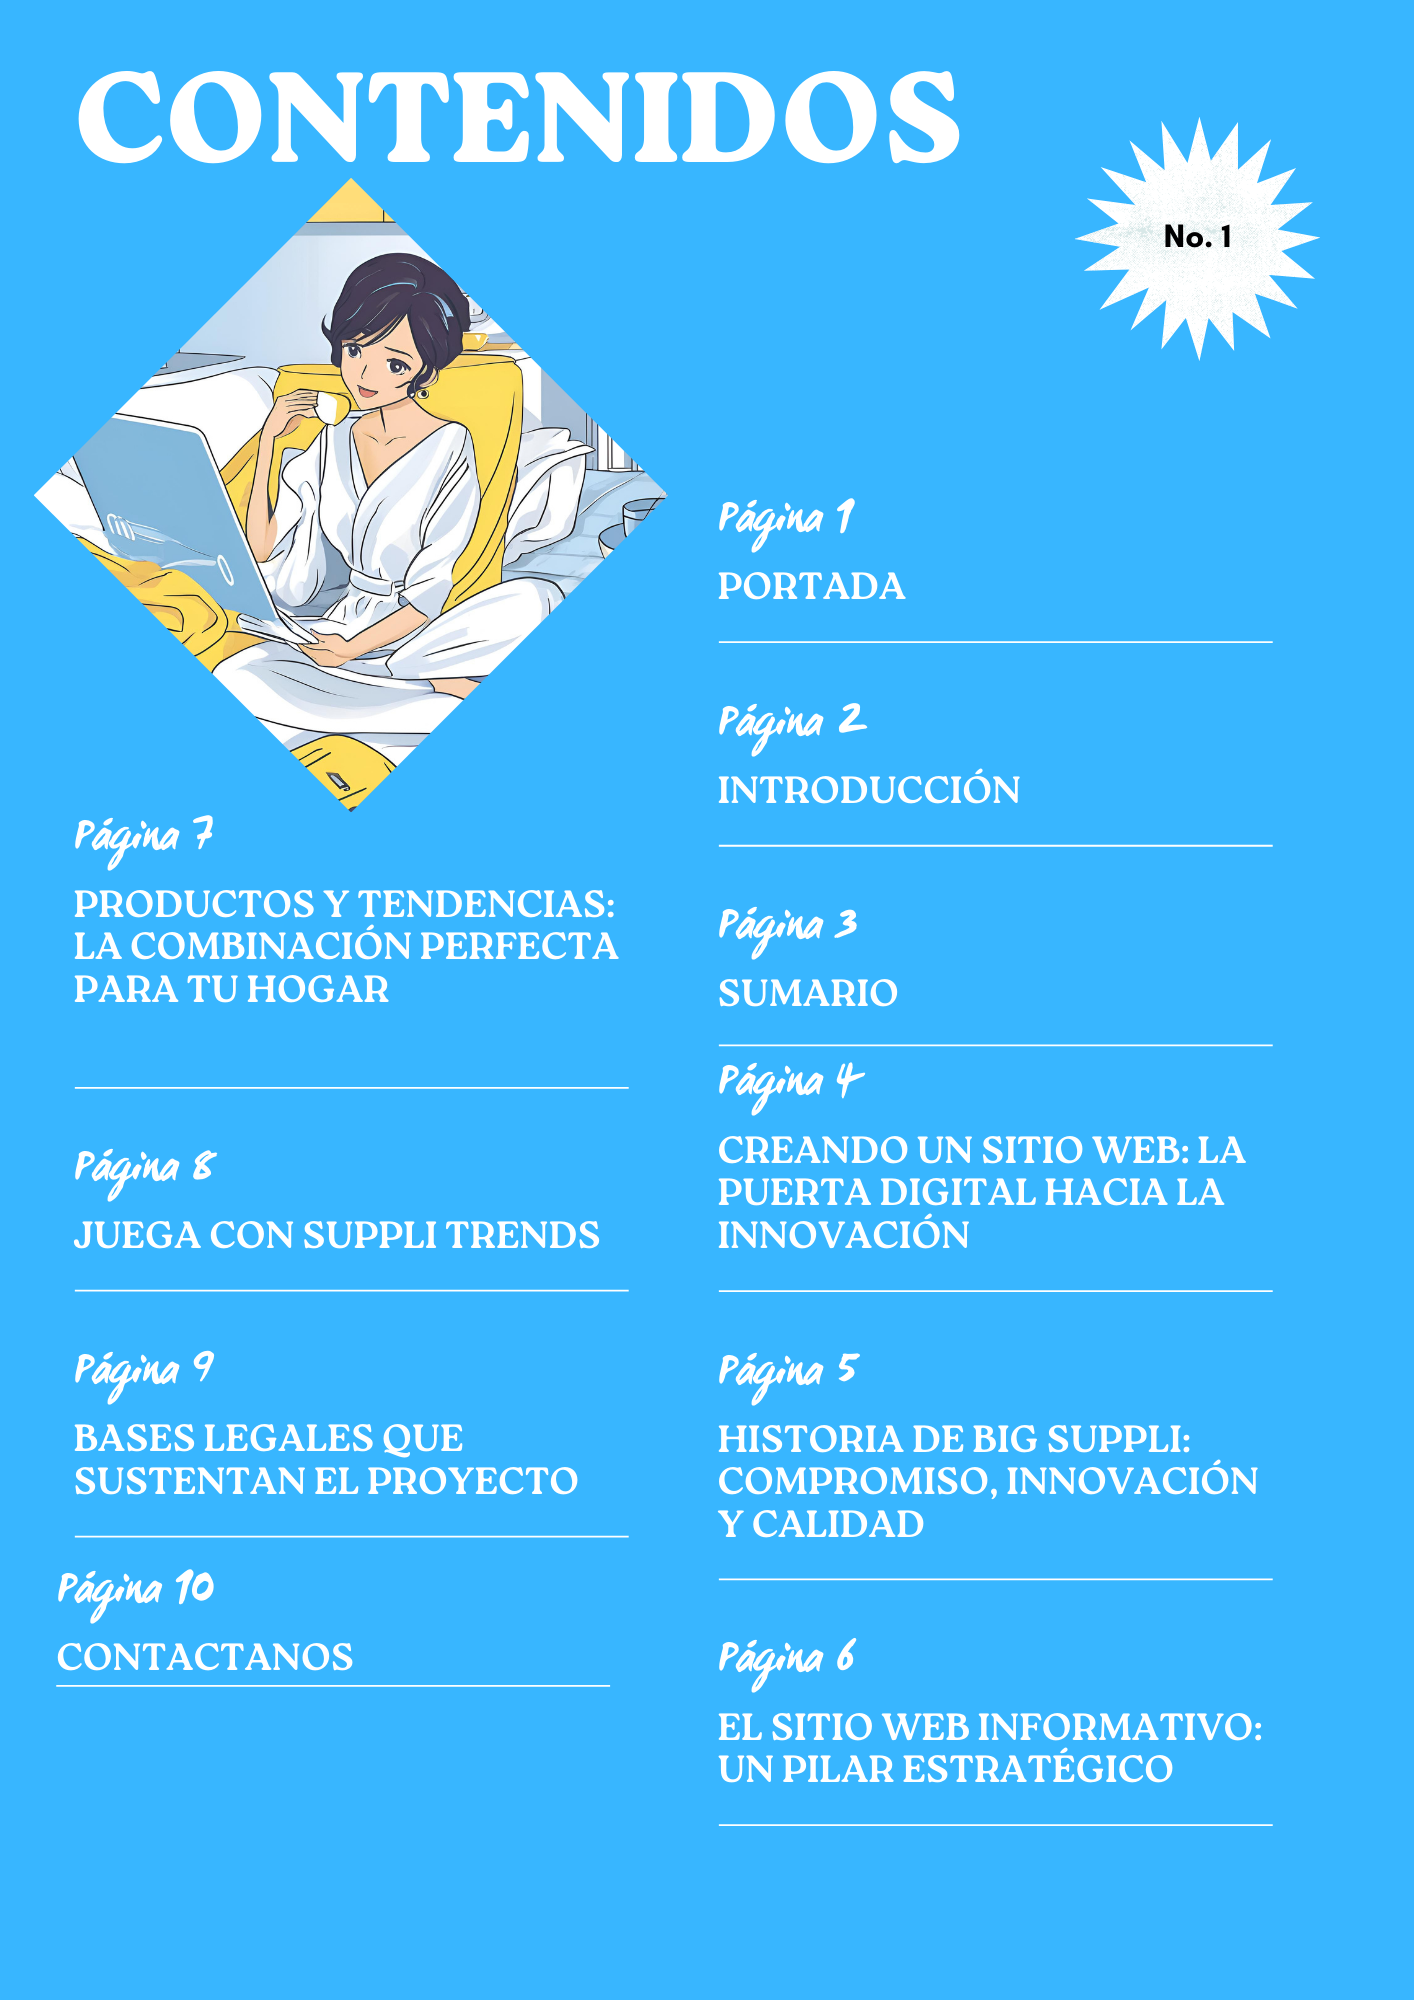 CONTENIDOS
No. 1
Página 1
PORTADA
Página 2
INTRODUCCIÓN
Página 3
SUMARIO
Página 4
CREANDO UN SITIO WEB: LA
PUERTA DIGITAL HACIA LA
INNOVACIÓN
Página 5
HISTORIA DE BIG SUPPLI:
COMPROMISO, INNOVACIÓN
Y CALIDAD
Página 6
EL SITIO WEB INFORMATIVO:
UN PILAR ESTRATÉGICO
Página 7
PRODUCTOS Y TENDENCIAS:
LA COMBINACIÓN PERFECTA
PARA TU HOGAR
Página 8
JUEGA CON SUPPLI TRENDS
Página 9
BASES LEGALES QUE
SUSTENTAN EL PROYECTO
Página 10
CONTACTANOS